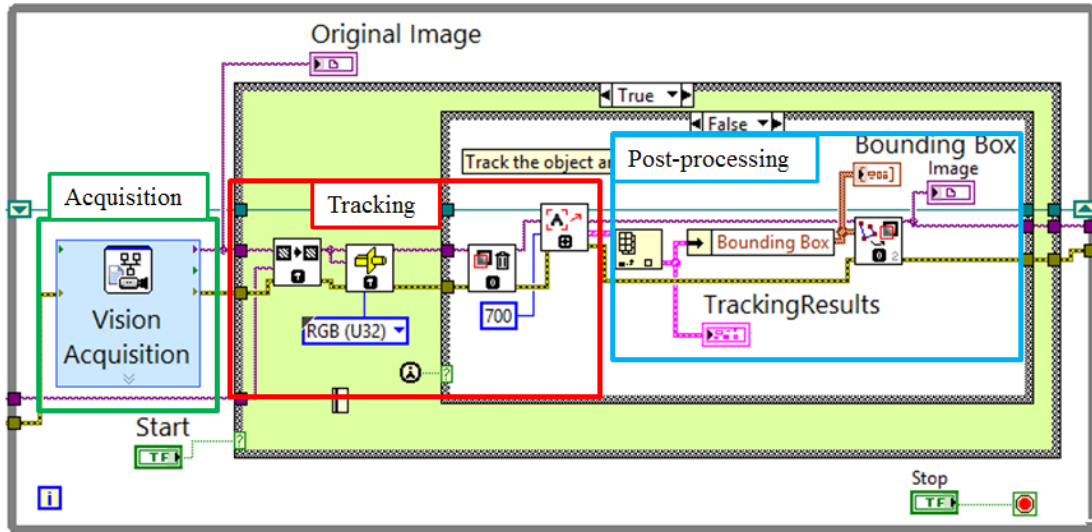 Original Image
True
False
Bounding Box
Track the object ar
Post-processing
Image
Acquisition
Tracking
Bounding Box
Vision
Acquisition
700
RGB (U32)
TrackingResults
Start
TF
Stop
TF
i